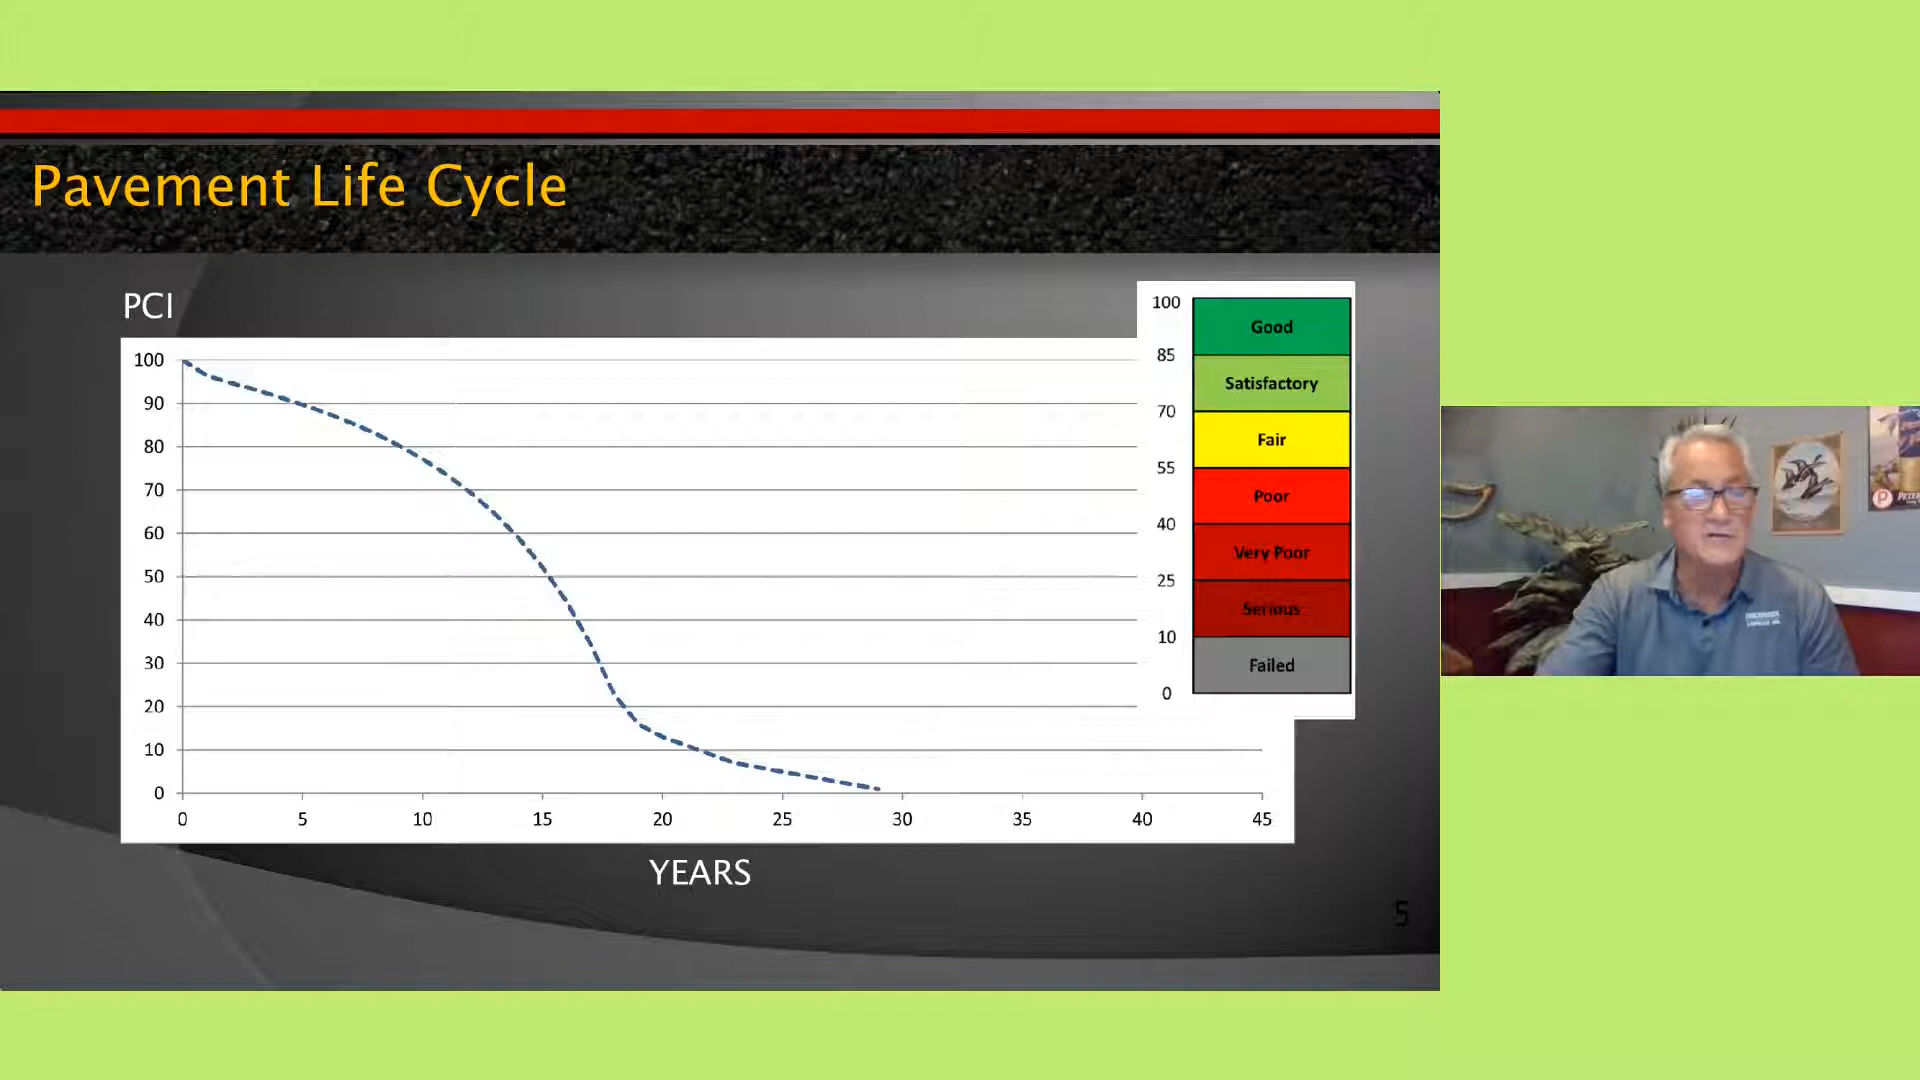 Pavement Life Cycle
PCI
100
90
80
70
60
50
40
30
20
10
0
0 5 10 15 20 25 30 35 40 45
YEARS
100
Good
85
Satisfactory
70
Fair
55
Poor
40
Very Poor
25
Serious
10
Failed
0
5